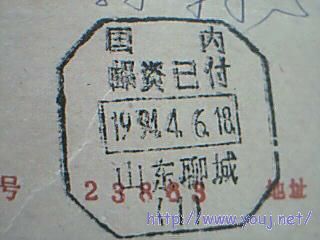 国 内
邮资已付
1994.4.6.18
山东聊城
号 23885 地址
http://www.youj.net/